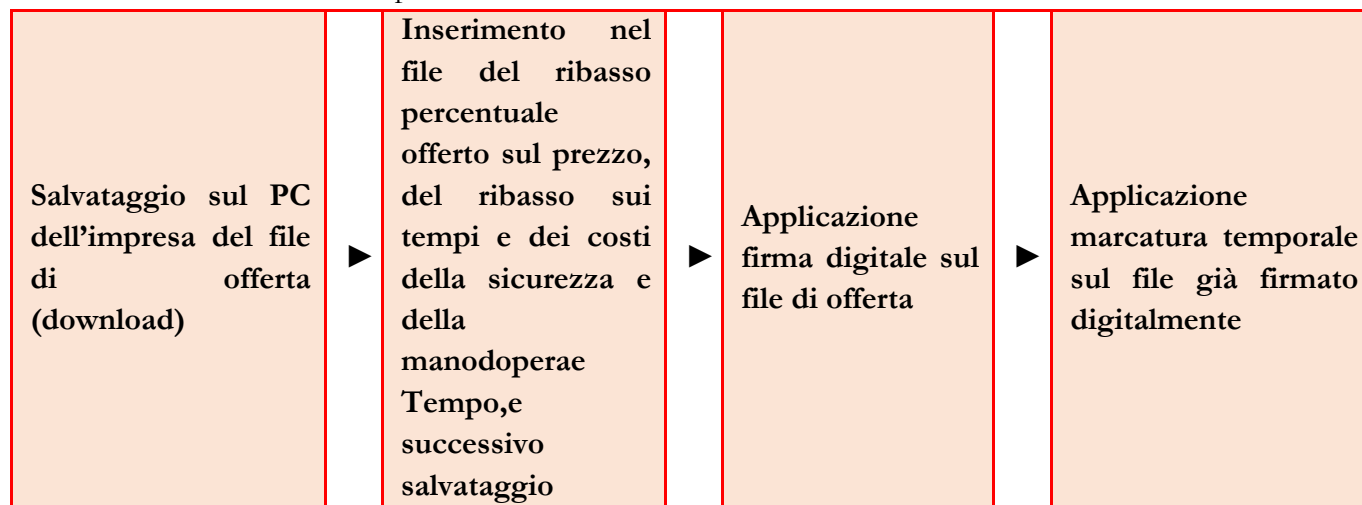 Salvataggio sul PC
dell'impresa del file
di offerta
(download)
►
Inserimento nel
file del ribasso
percentuale
offerto sul prezzo,
del ribasso sui
tempi e dei costi
della sicurezza e
della
manodoperae
Tempo,e
successivo
salvataggio
►
Applicazione
firma digitale sul
file di offerta
►
Applicazione
marcatura temporale
sul file già firmato
digitalmente